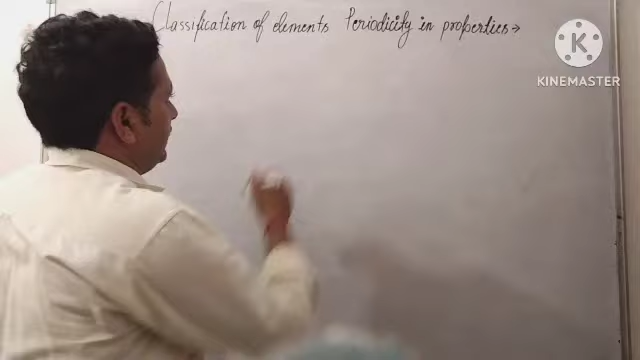 Classification of elements Periodicity in properties→
K
KINEMASTER